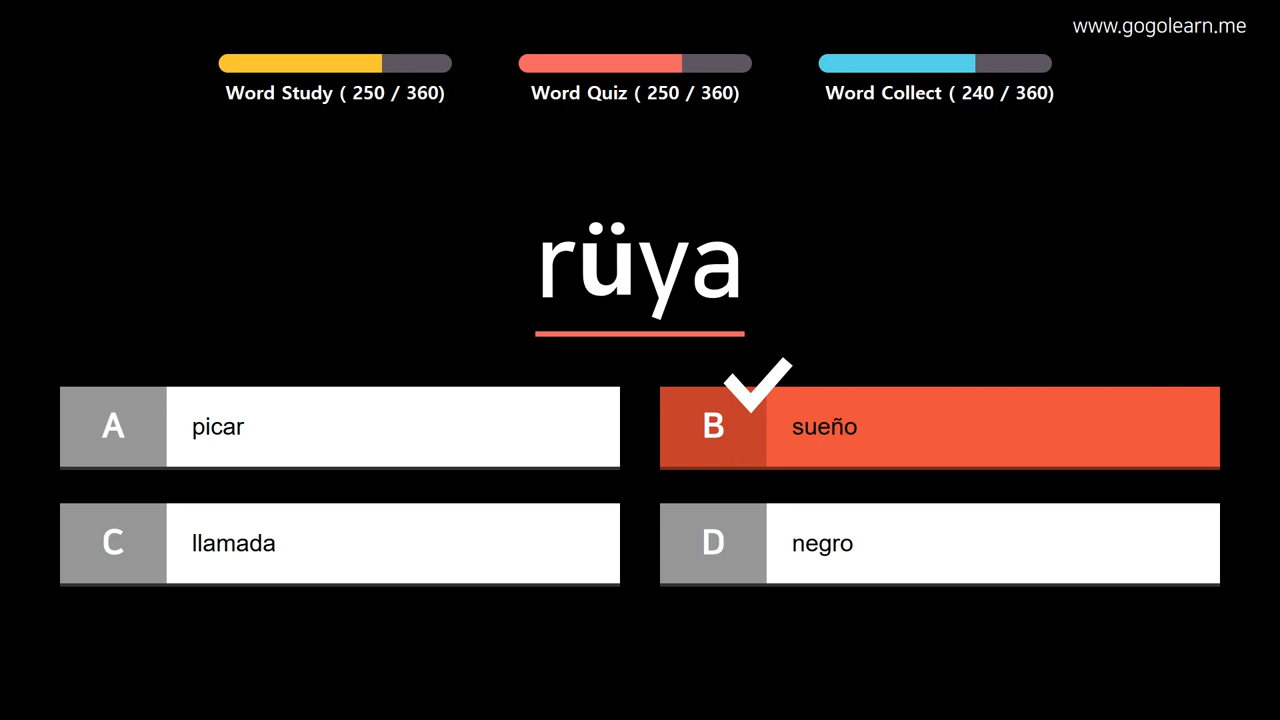 www.gogolearn.me
Word Study ( 250 / 360)
Word Quiz ( 250 / 360)
Word Collect ( 240 / 360)
rüya
A picar
B sueño
C llamada
D negro